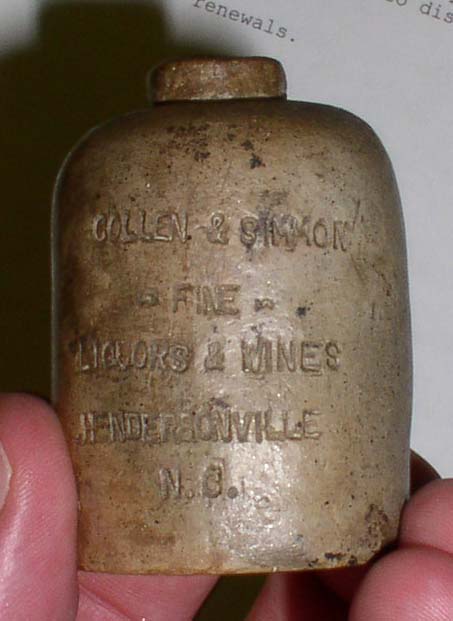 renewals.
COLLEN & SIMMON
FINE
LIQUORS & WINES
HENDERSONVILLE
N.C.